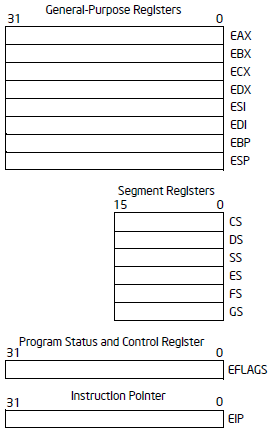 General-Purpose Registers
31 0
EAX
EBX
ECX
EDX
ESI
EDI
EBP
ESP
Segment Registers
15 0
CS
DS
SS
ES
FS
GS
Program Status and Control Register
31 0
EFLAGS
Instruction Pointer
31 0
EIP